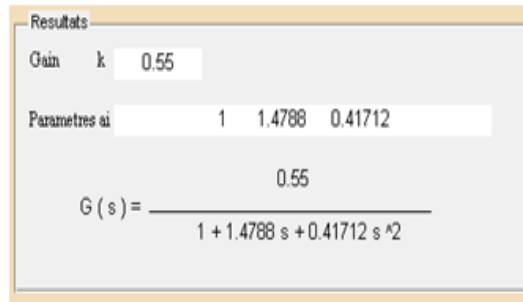 Resultats
Gain k 0.55
Parametres ai 1 1.4788 0.41712
0.55
G ( s ) =
1 + 1.4788 s + 0.41712 s ^2